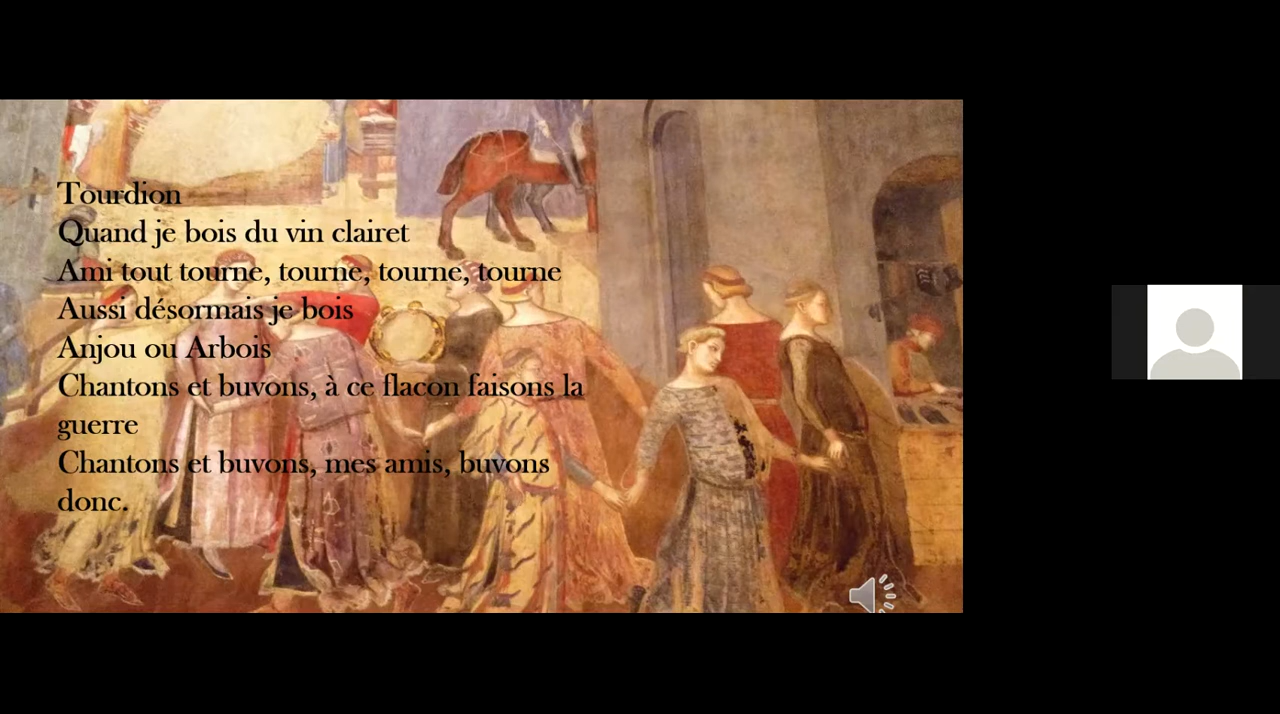 Tourdion
Quand je bois du vin clairet
Ami tout tourne, tourne, tourne, tourne
Aussi désormais je bois
Anjou ou Arbois
Chantons et buvons, à ce flacon faisons la
guerre
Chantons et buvons, mes amis, buvons
donc.